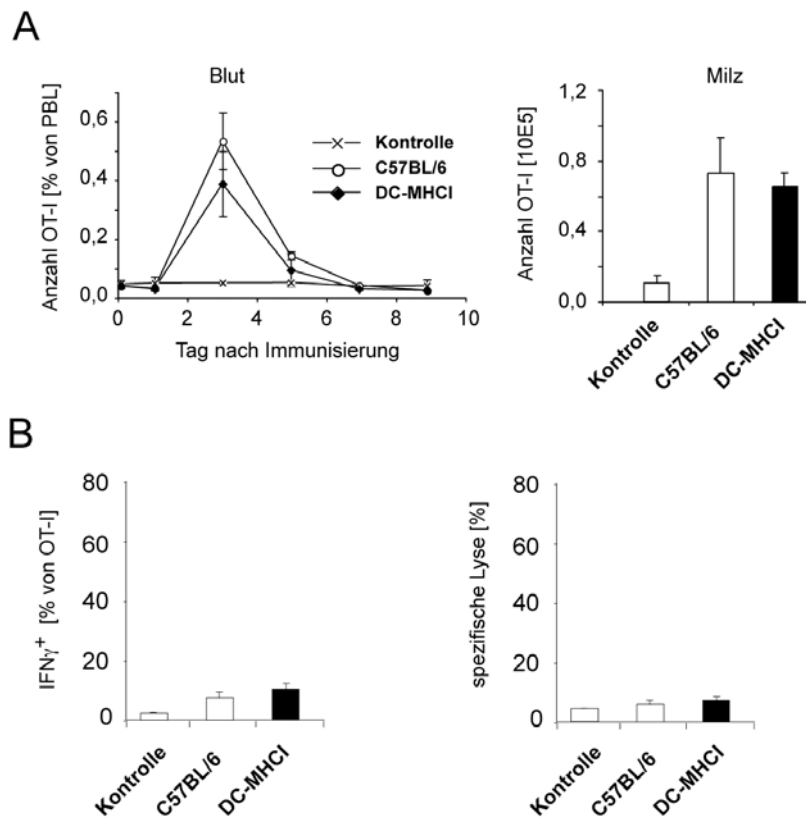 A
Blut
Anzahl OT-I [% von PBL]
0,8
0,6
0,4
0,2
0,0
0 2 4 6 8 10
Tag nach Immunisierung
Kontrolle
C57BL/6
DC-MHCI
Milz
Anzahl OT-I [10E5]
1,2
0,8
0,4
0,0
Kontrolle
C57BL/6
DC-MHCI
B
IFNγ+ [% von OT-I]
80
60
40
20
0
Kontrolle
C57BL/6
DC-MHCI
spezifische Lyse [%]
80
60
40
20
0
Kontrolle
C57BL/6
DC-MHCI